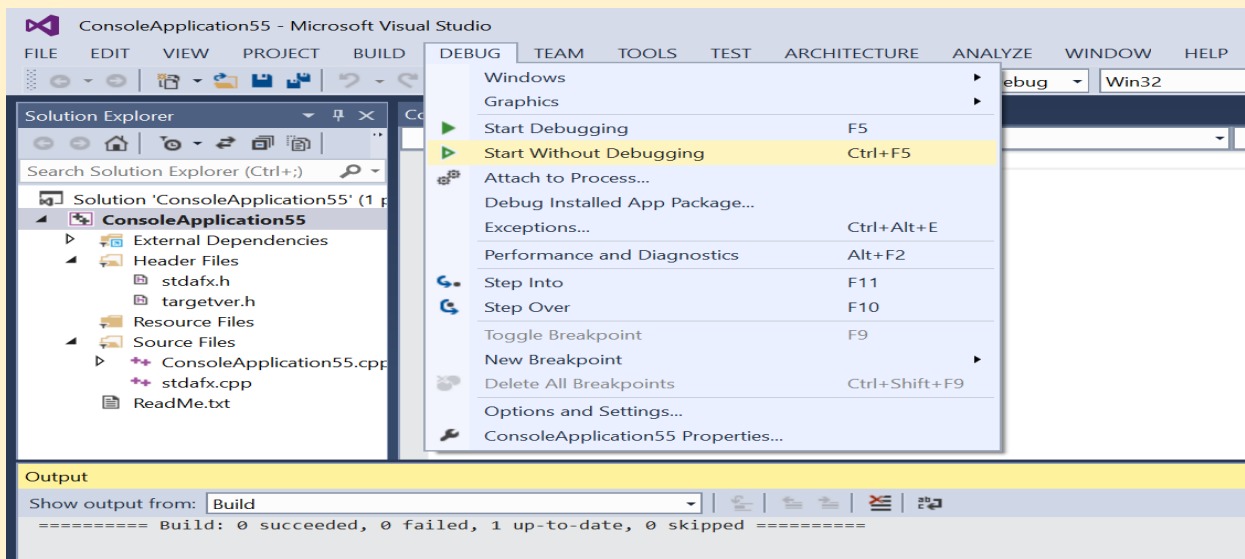 ConsoleApplication55 - Microsoft Visual Studio
FILE EDIT VIEW PROJECT BUILD DEBUG TEAM TOOLS TEST ARCHITECTURE ANALYZE WINDOW HELP
ebug Win32
Solution Explorer
Search Solution Explorer (Ctrl+;)
Solution 'ConsoleApplication55' (1 p
ConsoleApplication55
External Dependencies
Header Files
stdafx.h
targetver.h
Resource Files
Source Files
ConsoleApplication55.cpp
stdafx.cpp
ReadMe.txt
Co
Windows
Graphics
Start Debugging F5
Start Without Debugging Ctrl+F5
Attach to Process...
Debug Installed App Package...
Exceptions... Ctrl+Alt+E
Performance and Diagnostics Alt+F2
Step Into F11
Step Over F10
Toggle Breakpoint F9
New Breakpoint
Delete All Breakpoints Ctrl+Shift+F9
Options and Settings...
ConsoleApplication55 Properties...
Output
Show output from: Build
========== Build: 0 succeeded, 0 failed, 1 up-to-date, 0 skipped ==========